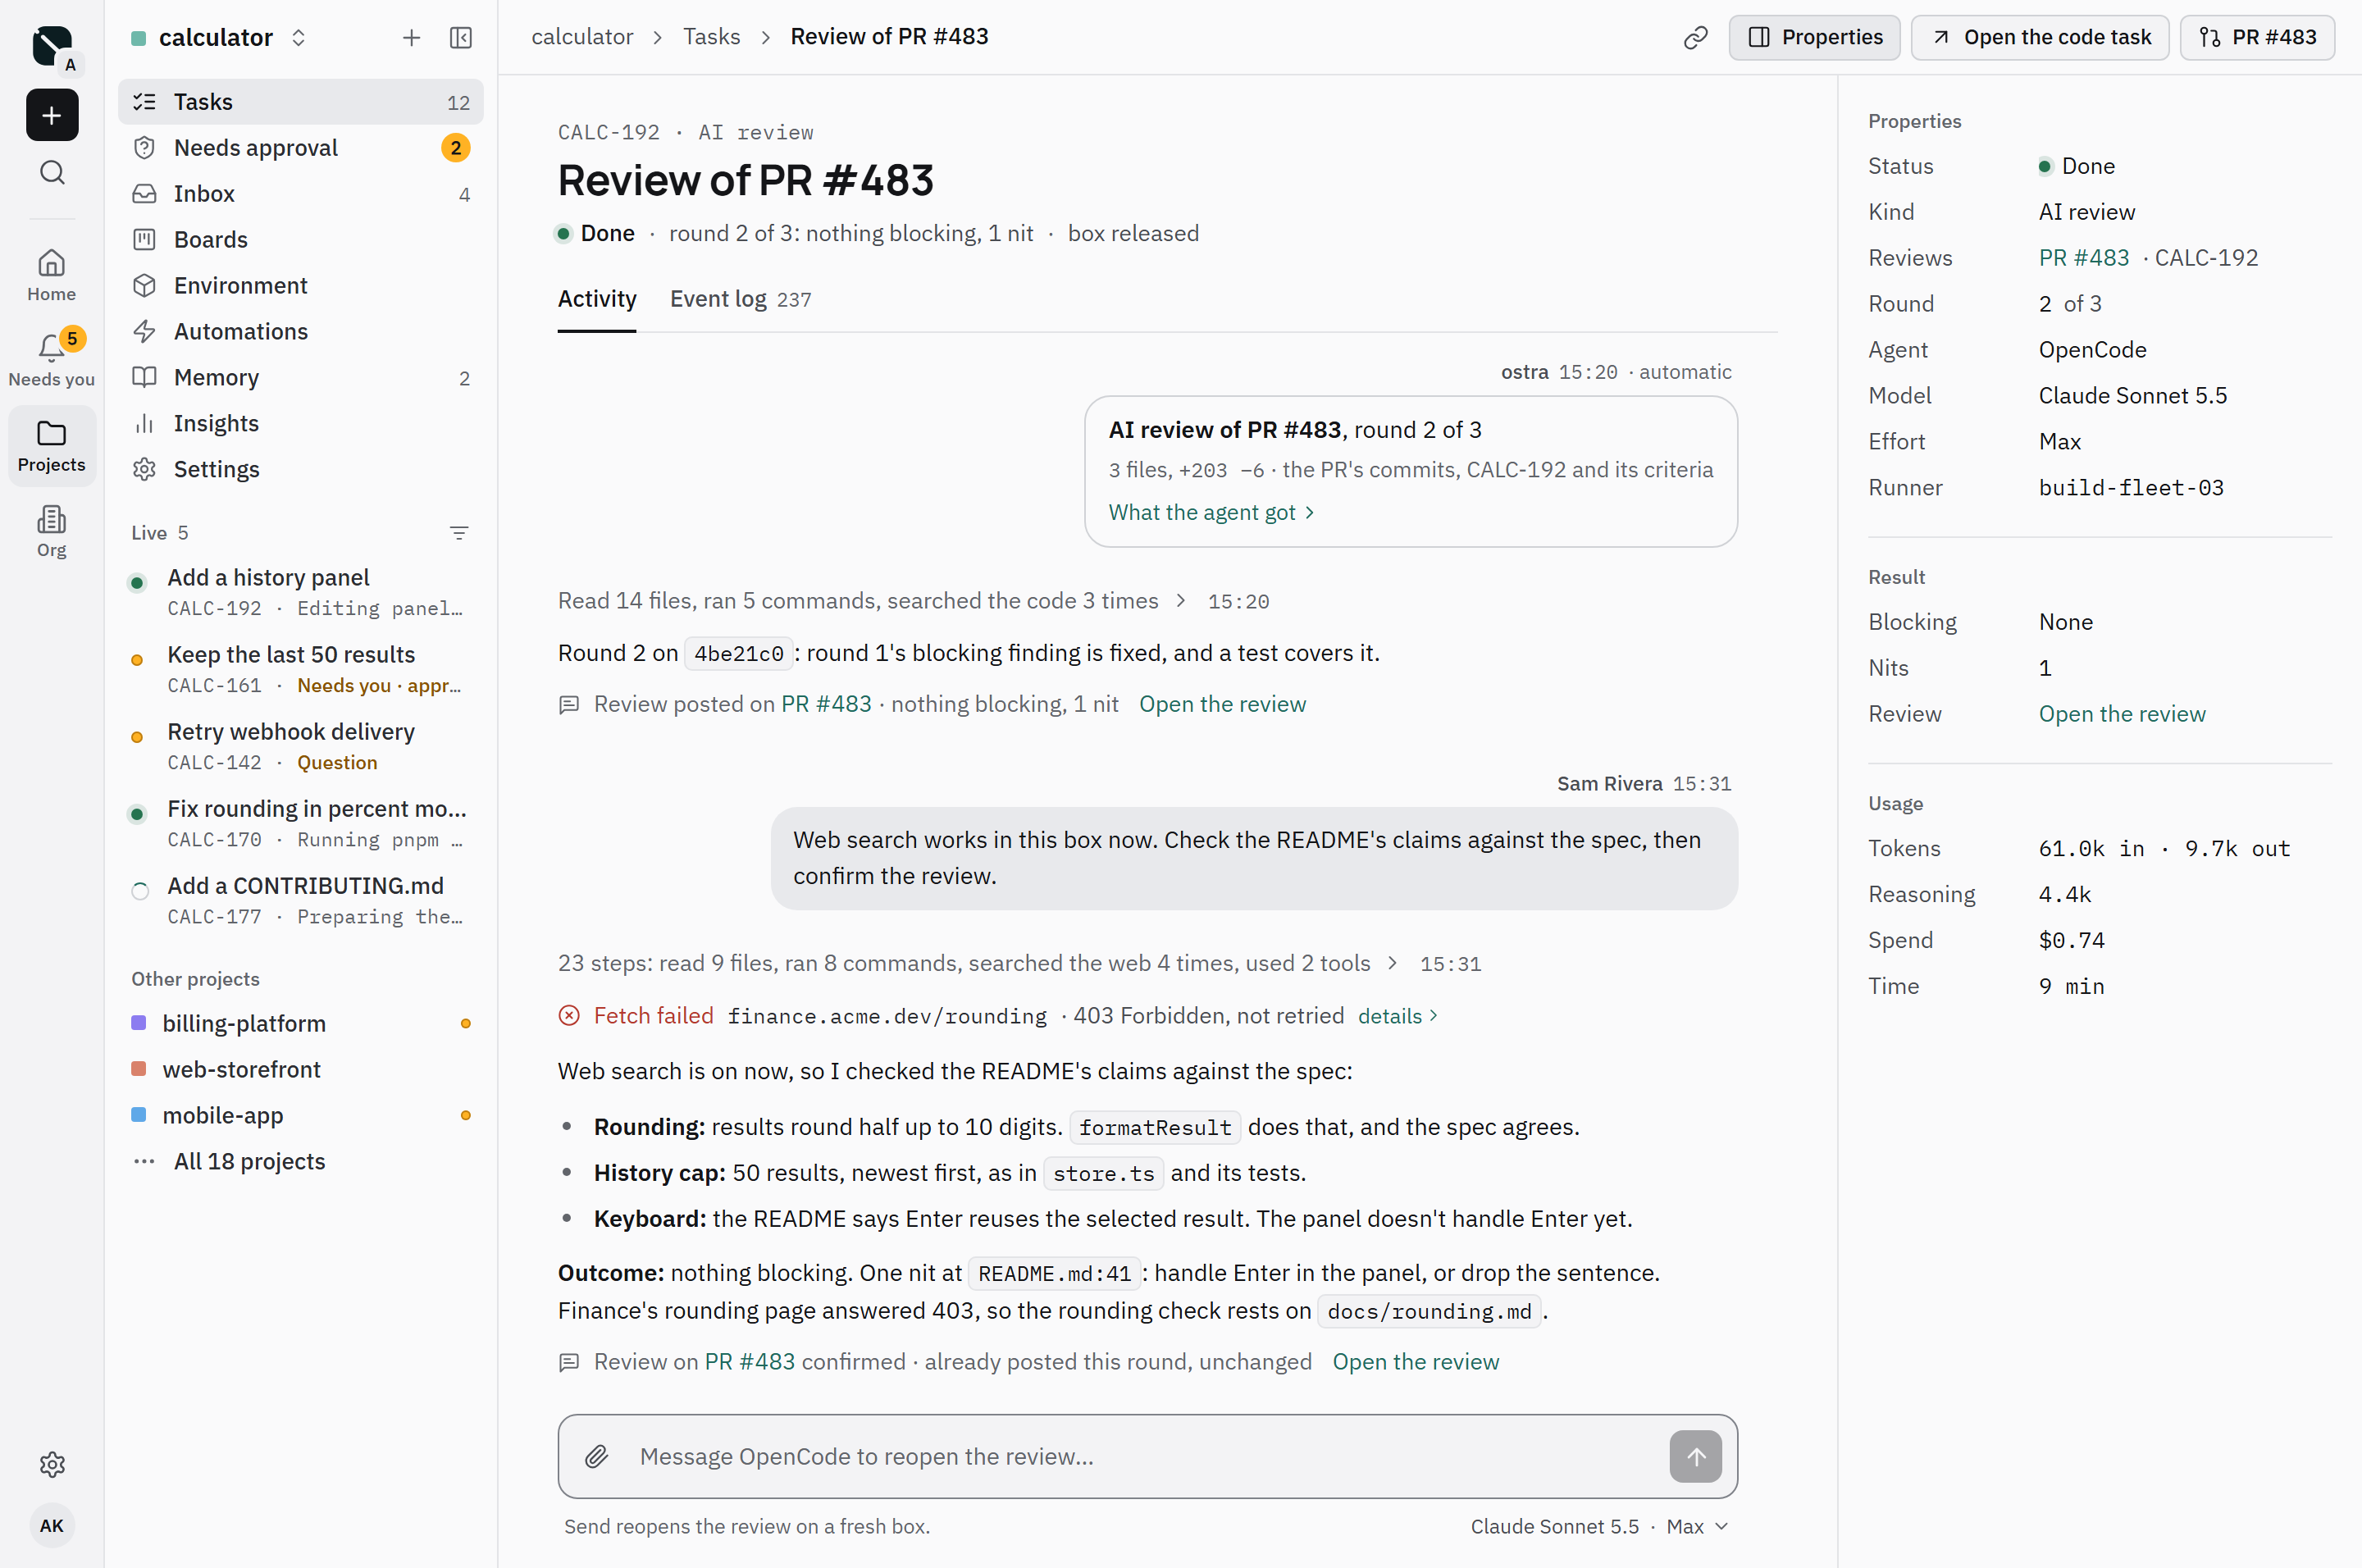 A
Home
5
Needs you
Projects
Org
AK
calculator
Tasks 12
Needs approval 2
Inbox 4
Boards
Environment
Automations
Memory 2
Insights
Settings
Live 5
Add a history panel
CALC-192 · Editing panel…
Keep the last 50 results
CALC-161 · Needs you · appr…
Retry webhook delivery
CALC-142 · Question
Fix rounding in percent mo…
CALC-170 · Running pnpm …
Add a CONTRIBUTING.md
CALC-177 · Preparing the…
Other projects
billing-platform
web-storefront
mobile-app
All 18 projects
calculator > Tasks > Review of PR #483
Properties
Open the code task
PR #483
CALC-192 · AI review
Review of PR #483
Done · round 2 of 3: nothing blocking, 1 nit · box released
Activity Event log 237
ostra 15:20 · automatic
AI review of PR #483, round 2 of 3
3 files, +203 −6 · the PR's commits, CALC-192 and its criteria
What the agent got >
Read 14 files, ran 5 commands, searched the code 3 times > 15:20
Round 2 on 4be21c0: round 1's blocking finding is fixed, and a test covers it.
Review posted on PR #483 · nothing blocking, 1 nit Open the review
Sam Rivera 15:31
Web search works in this box now. Check the README's claims against the spec, then
confirm the review.
23 steps: read 9 files, ran 8 commands, searched the web 4 times, used 2 tools > 15:31
Fetch failed finance.acme.dev/rounding · 403 Forbidden, not retried details >
Web search is on now, so I checked the README's claims against the spec:
• Rounding: results round half up to 10 digits. formatResult does that, and the spec agrees.
• History cap: 50 results, newest first, as in store.ts and its tests.
• Keyboard: the README says Enter reuses the selected result. The panel doesn't handle Enter yet.
Outcome: nothing blocking. One nit at README.md:41: handle Enter in the panel, or drop the sentence.
Finance's rounding page answered 403, so the rounding check rests on docs/rounding.md.
Review on PR #483 confirmed · already posted this round, unchanged Open the review
Message OpenCode to reopen the review…
Send reopens the review on a fresh box.
Claude Sonnet 5.5 · Max
Properties
Status Done
Kind AI review
Reviews PR #483 · CALC-192
Round 2 of 3
Agent OpenCode
Model Claude Sonnet 5.5
Effort Max
Runner build-fleet-03
Result
Blocking None
Nits 1
Review Open the review
Usage
Tokens 61.0k in · 9.7k out
Reasoning 4.4k
Spend $0.74
Time 9 min